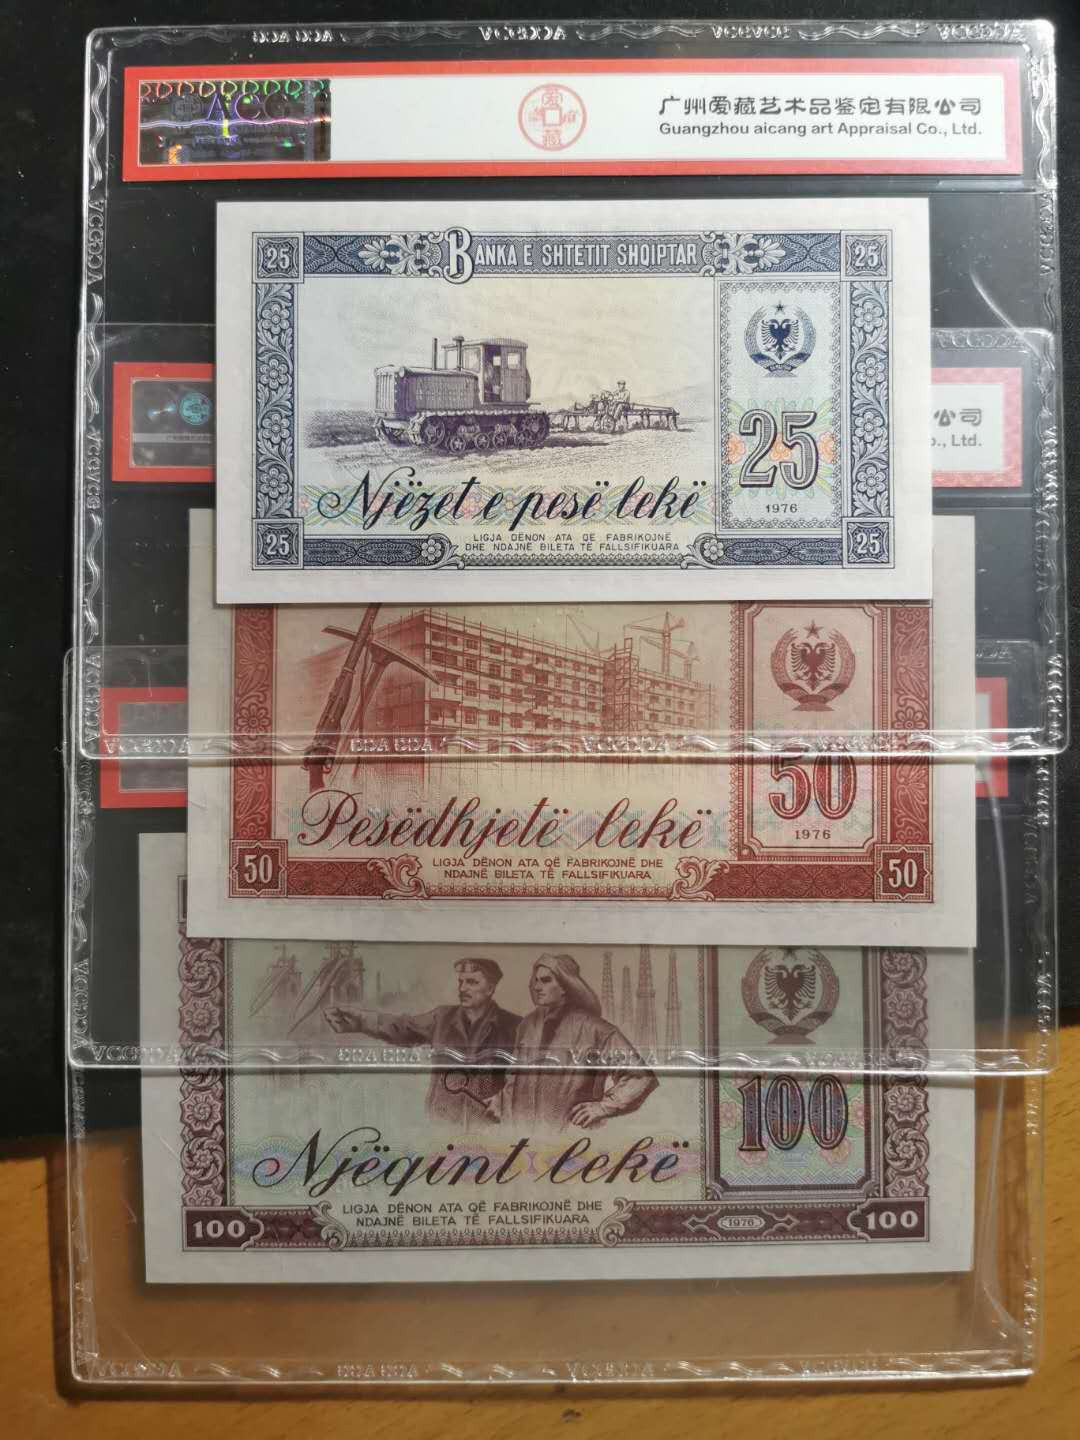 ACC
爱藏
广州爱藏艺术品鉴定有限公司
Guangzhou aicang art Appraisal Co., Ltd.
25 BANKA E SHTETIT SHQIPTAR 25
25
Njëzet e pesë lekë
1976
25 LIGJA DËNON ATA QË FABRIKOJNË
DHE NDAJNË BILETA TË FALLSIFIKUARA 25
公司
., Ltd.
50
Pesëdhjetë lekë
1976
50 LIGJA DËNON ATA QË FABRIKOJNË DHE
NDAJNË BILETA TË FALLSIFIKUARA 50
100
Njëqint lekë
LIGJA DËNON ATA QË FABRIKOJNË DHE
NDAJNË BILETA TË FALLSIFIKUARA
100 1976 100